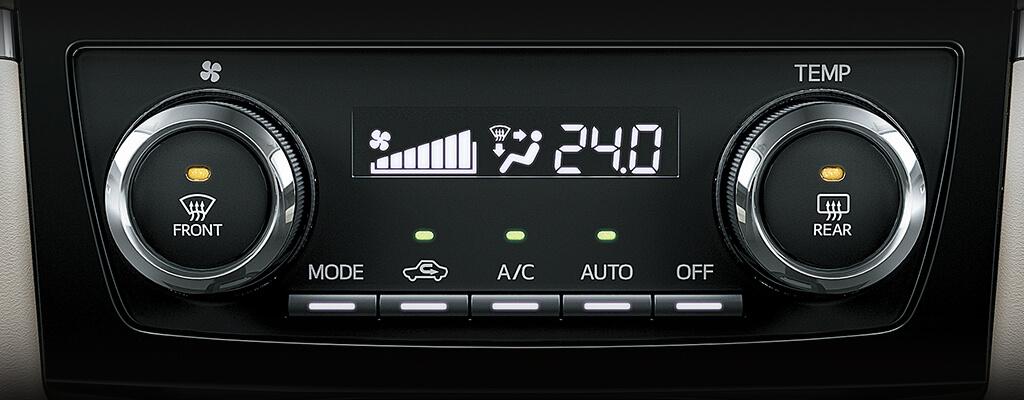 TEMP
24.0
FRONT
REAR
MODE
A/C
AUTO
OFF